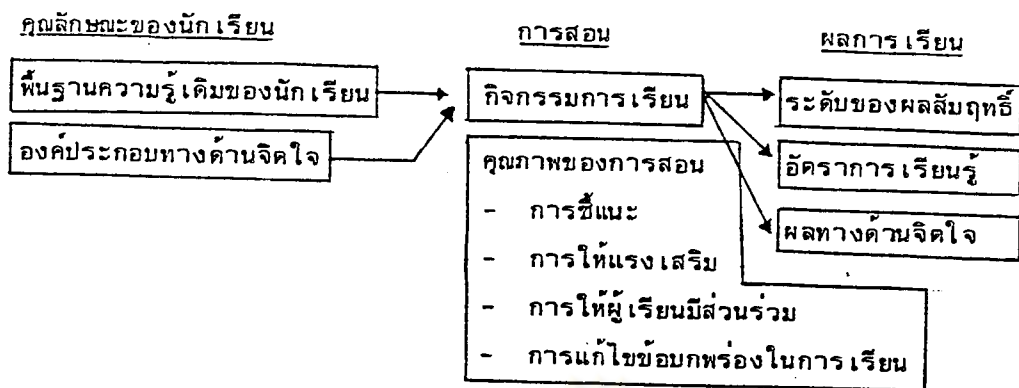 คุณลักษณะของนักเรียน
การสอน
ผลการเรียน
พื้นฐานความรู้เดิมของนักเรียน
องค์ประกอบทางด้านจิตใจ
กิจกรรมการเรียน
คุณภาพของการสอน
- การชี้แนะ
- การให้แรงเสริม
- การให้ผู้เรียนมีส่วนร่วม
- การแก้ไขข้อบกพร่องในการเรียน
ระดับของผลสัมฤทธิ์
อัตราการเรียนรู้
ผลทางด้านจิตใจ